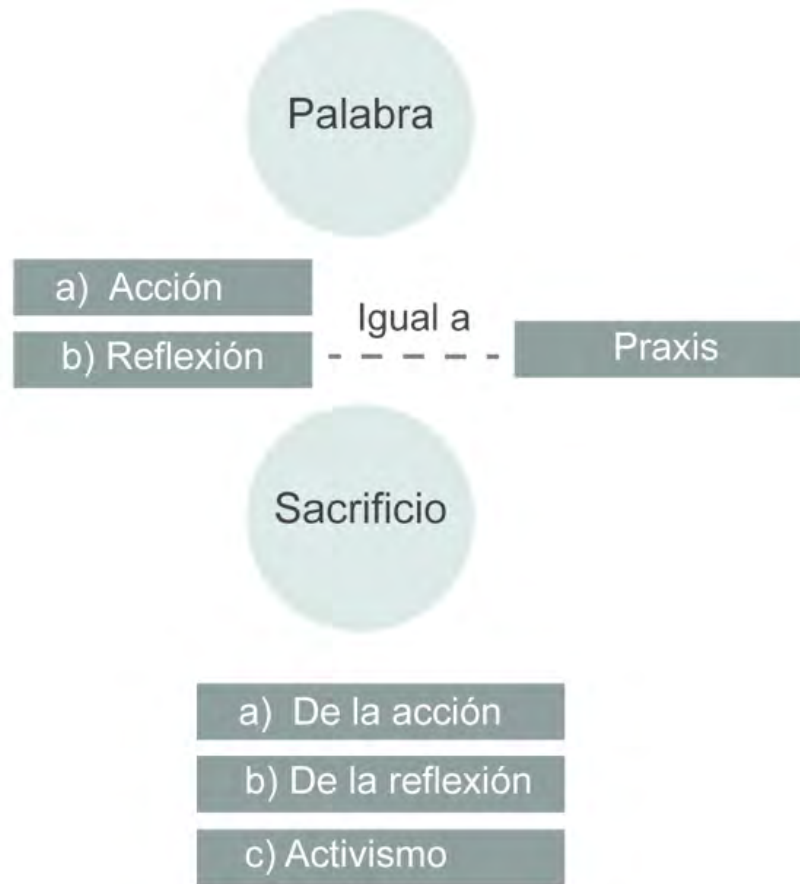 Palabra
a) Acción
Igual a
b) Reflexión
Praxis
Sacrificio
a) De la acción
b) De la reflexión
c) Activismo